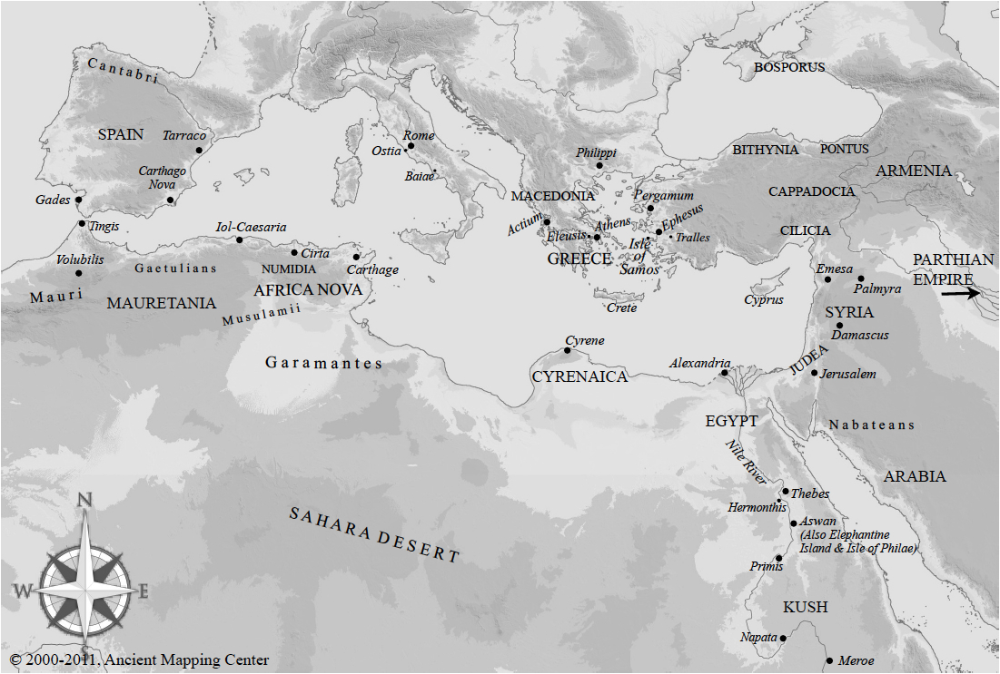 Cantabri
BOSPORUS
SPAIN
Tarraco
Rome
Ostia
Philippi
BITHYNIA
PONTUS
Carthago
Nova
Baiae
ARMENIA
Gades
MACEDONIA
Pergamum
CAPPADOCIA
Tingis
Iol-Caesaria
Actium
Athens
Ephesus
Eleusis
Tralles
CILICIA
Isle
of
Samos
Volubilis
Gaetulians
Ciria
NUMIDIA
Carthage
GREECE
PARTHIAN
EMPIRE
Emesa
Palmyra
Mauri
MAURETANIA
AFRICA NOVA
Musulamii
Crete
Cyprus
SYRIA
Damascus
Garamantes
Cyrene
CYRENAICA
Alexandria
JUDEA
Jerusalem
EGYPT
Nabateans
Nile River
ARABIA
Thebes
Hermonthis
SAHARA DESERT
Aswan
(Also Elephantine
Island & Isle of Philae)
Primis
N
W
E
S
KUSH
Napata
Meroe
© 2000-2011, Ancient Mapping Center